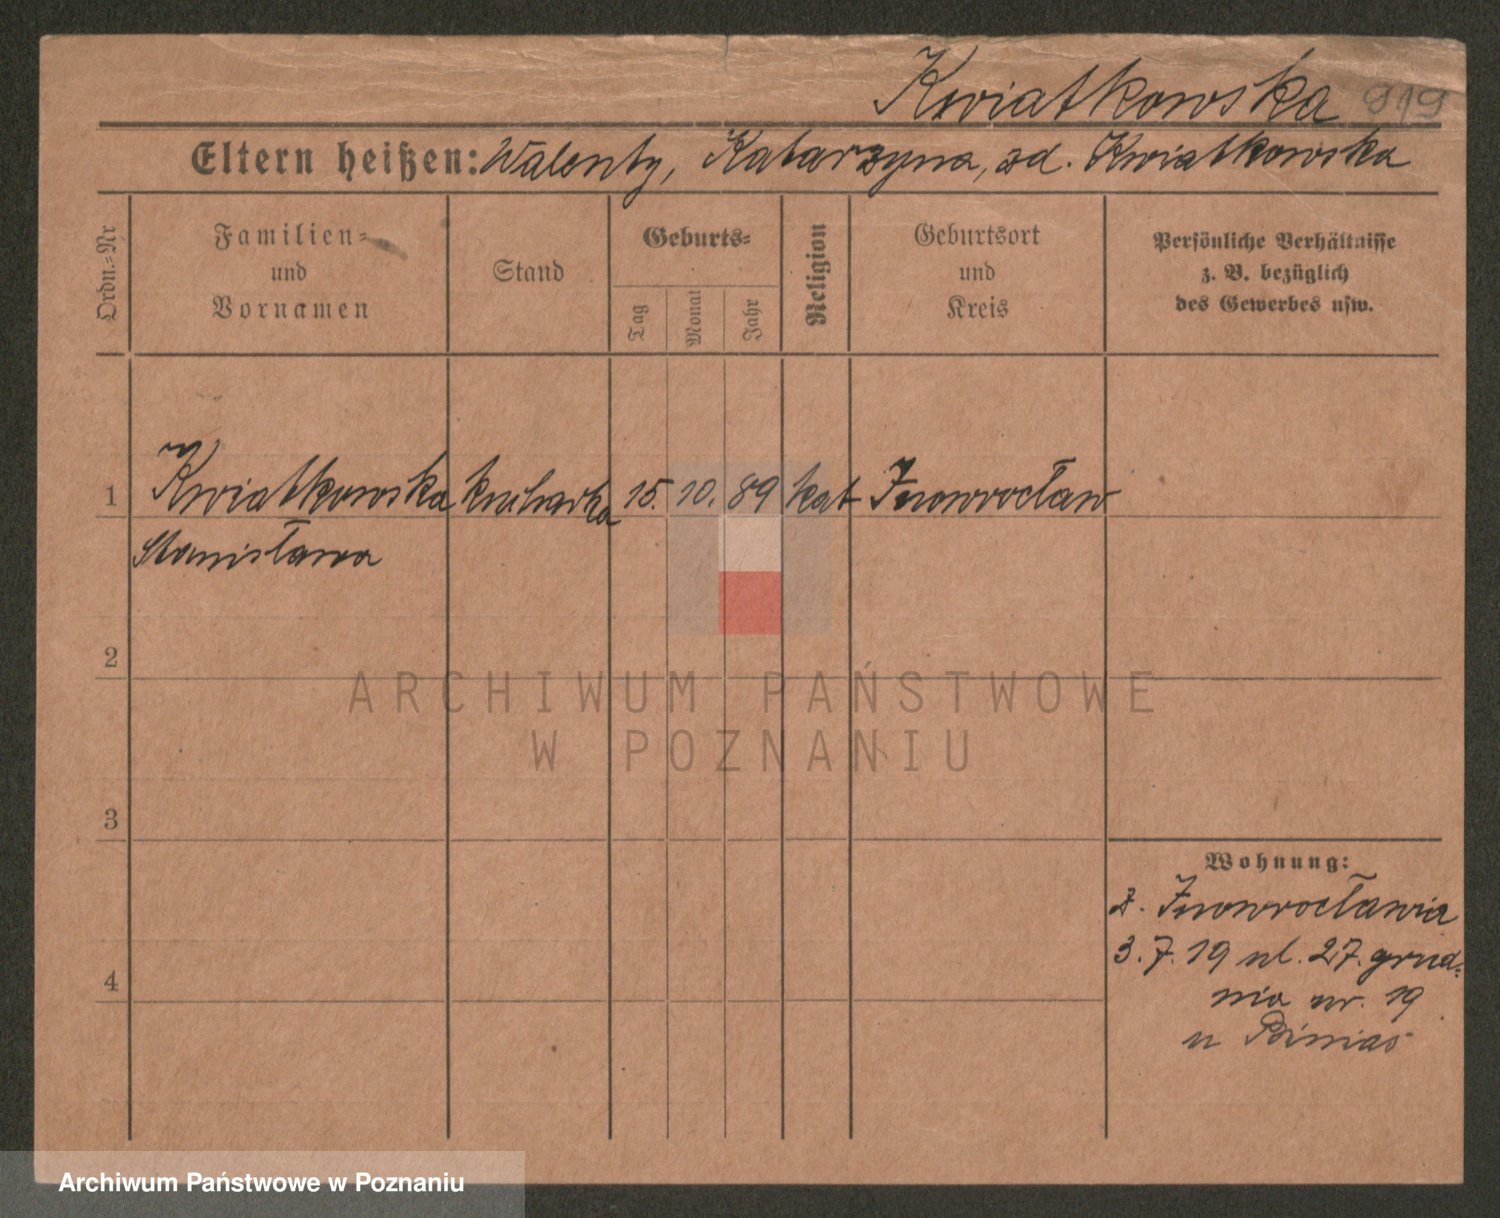 Kwiatkowska 919
Eltern heißen: Walenty, Katarzyna, zd. Kwiatkowska
Ordn.=Nr
Familien=
und
Vornamen
Stand
Geburts=
Tag
Monat
Jahr
Religion
Geburtsort
und
Kreis
Persönliche Verhältnisse
z. B. bezüglich
des Gewerbes usw.
1 Kwiatkowska kucharka 15. 10. 89 kat Inowrocław
Stanisława
2
3
4
Wohnung:
z. Inowrocławia
3. 7. 19 ul. 27. grud=
nia nr. 19
u
ARCHIWUM PAŃSTWOWE
W POZNANIU
Archiwum Państwowe w Poznaniu